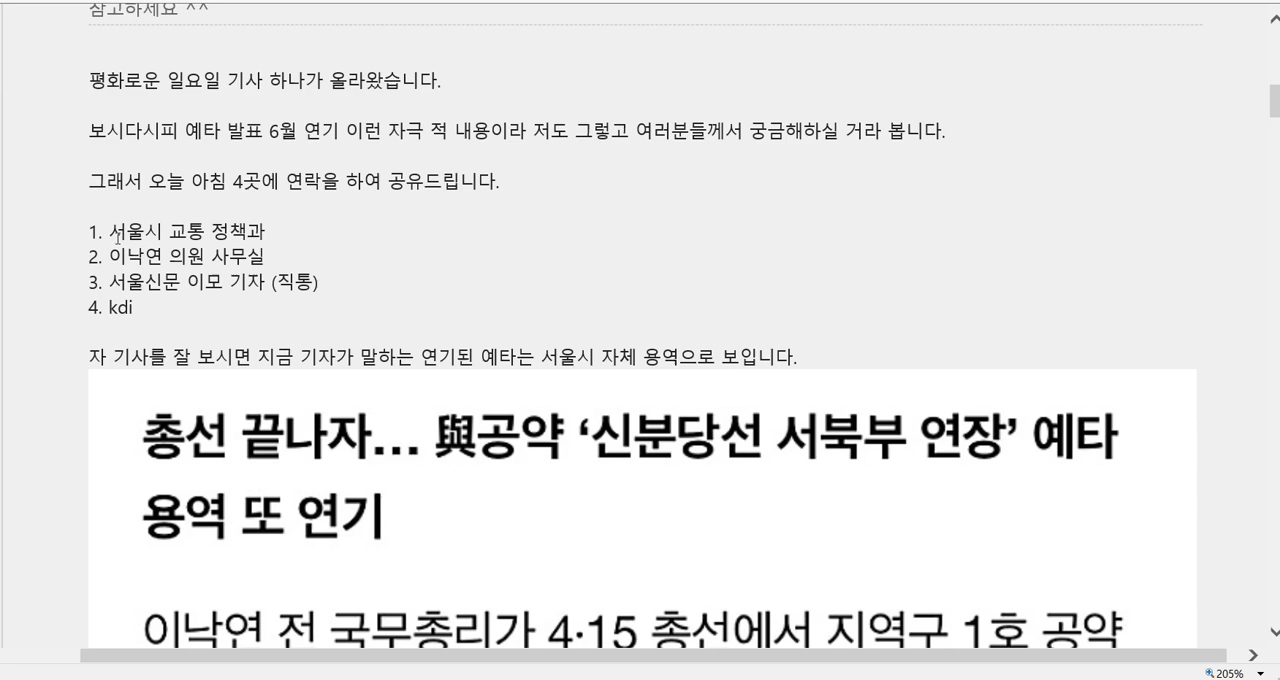 참고하세요 ^^
평화로운 일요일 기사 하나가 올라왔습니다.
보시다시피 예타 발표 6월 연기 이런 자극 적 내용이라 저도 그렇고 여러분들께서 궁금해하실 거라 봅니다.
그래서 오늘 아침 4곳에 연락을 하여 공유드립니다.
1. 서울시 교통 정책과
2. 이낙연 의원 사무실
3. 서울신문 이모 기자 (직통)
4. kdi
자 기사를 잘 보시면 지금 기자가 말하는 연기된 예타는 서울시 자체 용역으로 보입니다.
총선 끝나자... 與공약 ‘신분당선 서북부 연장’ 예타
용역 또 연기
이낙연 전 국무총리가 4·15 총선에서 지역구 1호 공약
205%